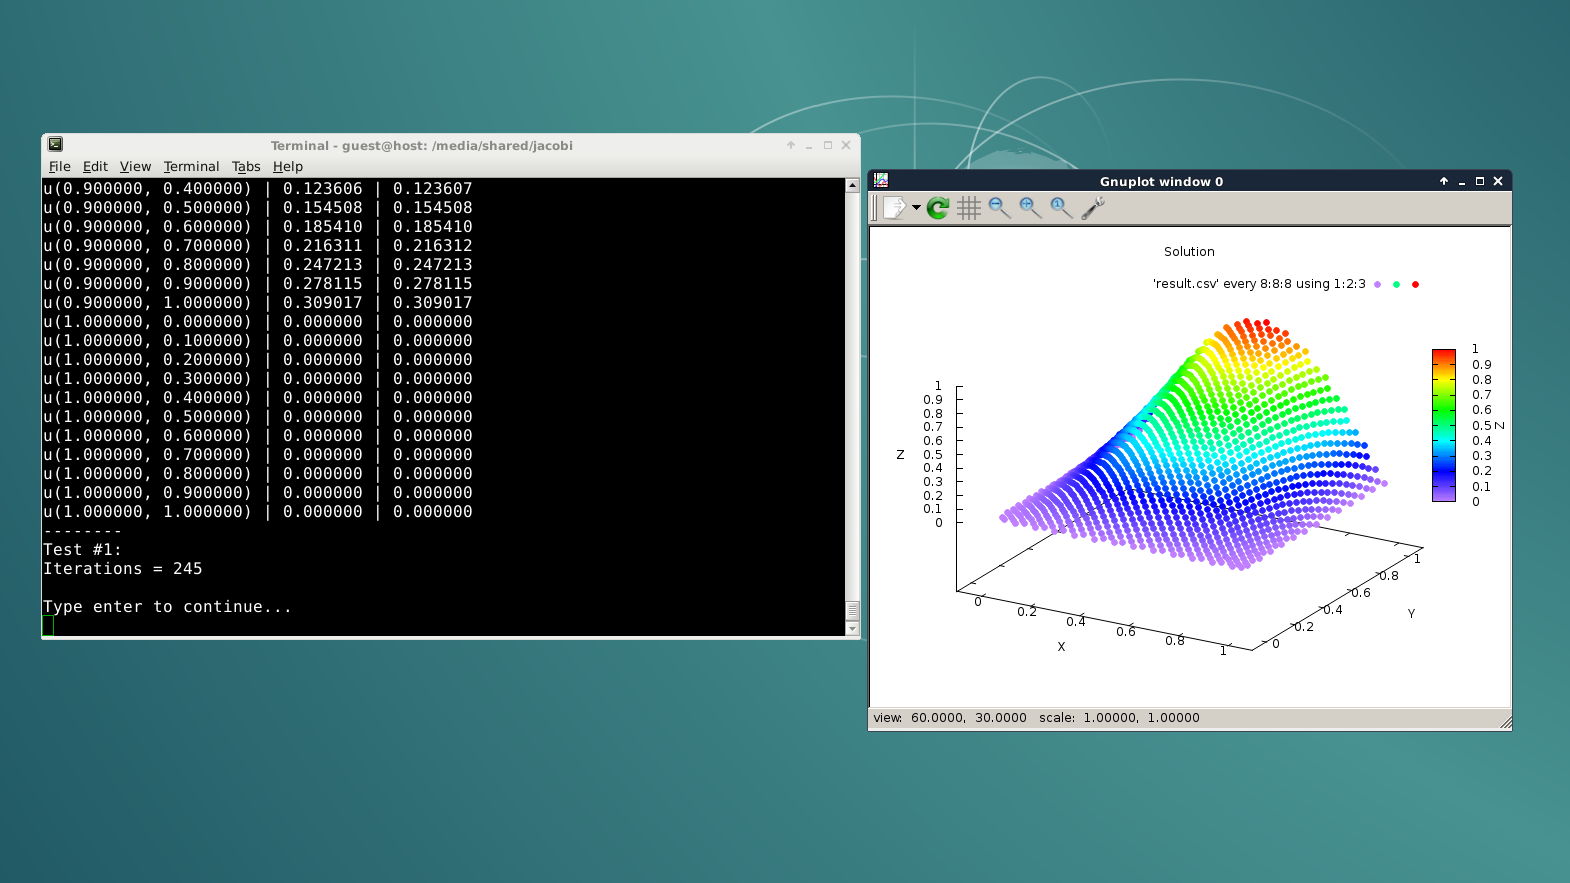 Terminal - guest@host: /media/shared/jacobi
File Edit View Terminal Tabs Help
u(0.900000, 0.400000) | 0.123606 | 0.123607
u(0.900000, 0.500000) | 0.154508 | 0.154508
u(0.900000, 0.600000) | 0.185410 | 0.185410
u(0.900000, 0.700000) | 0.216311 | 0.216312
u(0.900000, 0.800000) | 0.247213 | 0.247213
u(0.900000, 0.900000) | 0.278115 | 0.278115
u(0.900000, 1.000000) | 0.309017 | 0.309017
u(1.000000, 0.000000) | 0.000000 | 0.000000
u(1.000000, 0.100000) | 0.000000 | 0.000000
u(1.000000, 0.200000) | 0.000000 | 0.000000
u(1.000000, 0.300000) | 0.000000 | 0.000000
u(1.000000, 0.400000) | 0.000000 | 0.000000
u(1.000000, 0.500000) | 0.000000 | 0.000000
u(1.000000, 0.600000) | 0.000000 | 0.000000
u(1.000000, 0.700000) | 0.000000 | 0.000000
u(1.000000, 0.800000) | 0.000000 | 0.000000
u(1.000000, 0.900000) | 0.000000 | 0.000000
u(1.000000, 1.000000) | 0.000000 | 0.000000
--------
Test #1:
Iterations = 245
Type enter to continue...
Gnuplot window 0
Solution
'result.csv' every 8:8:8 using 1:2:3
1
0.9
0.8
0.7
0.6
0.5
0.4
0.3
0.2
0.1
0
Z
0
0.2
0.4
0.6
0.8
1
X
0
0.2
0.4
0.6
0.8
1
Y
1
0.9
0.8
0.7
0.6
0.5
0.4
0.3
0.2
0.1
0
Z
view: 60.0000, 30.0000 scale: 1.00000, 1.00000